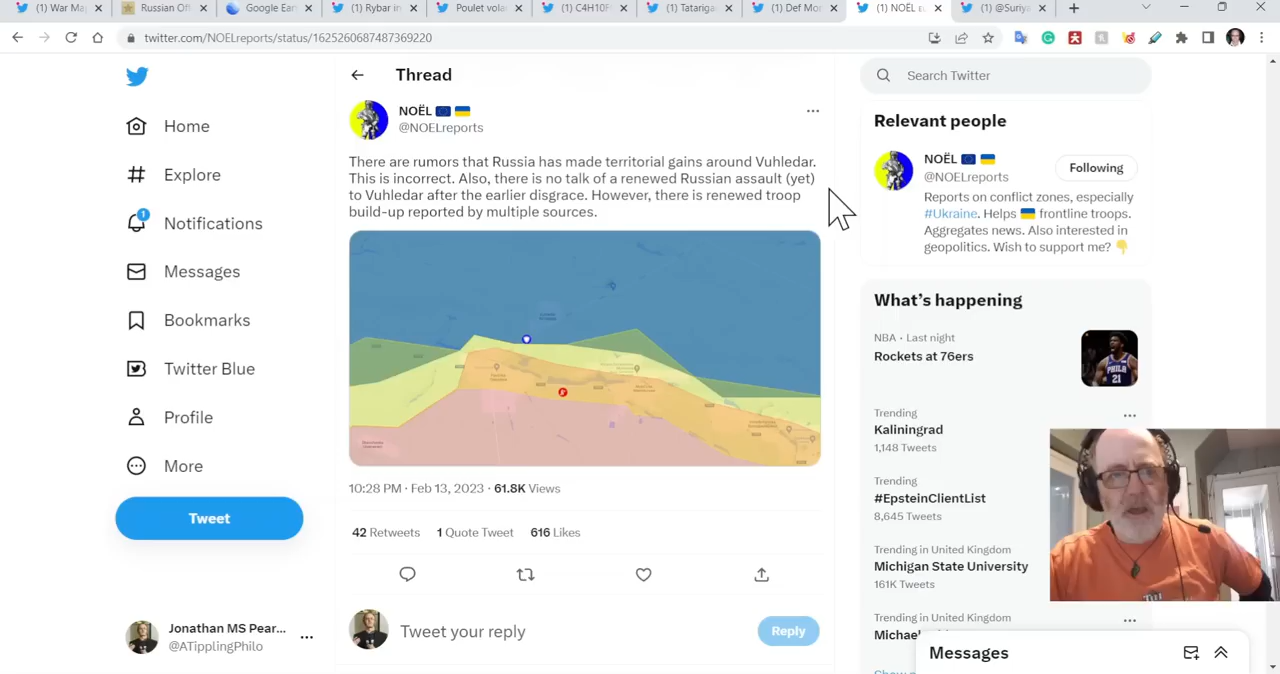 (1) War Ma
Russian Of
Google Ear
(1) Rybar in
Poulet vola
(1) C4H10F
(1) Tatariga
(1) Def Mon
(1) NOËL
(1) @Suriy
twitter.com/NOELreports/status/1625260687487369220
Home
Explore
1
Notifications
Messages
Bookmarks
Twitter Blue
Profile
More
Tweet
Jonathan MS Pear...
@ATipplingPhilo
Thread
NOËL
@NOELreports
There are rumors that Russia has made territorial gains around Vuhledar.
This is incorrect. Also, there is no talk of a renewed Russian assault (yet)
to Vuhledar after the earlier disgrace. However, there is renewed troop
build-up reported by multiple sources.
10:28 PM · Feb 13, 2023 · 61.8K Views
42 Retweets 1 Quote Tweet 616 Likes
Tweet your reply
Reply
Search Twitter
Relevant people
NOËL
@NOELreports
Following
Reports on conflict zones, especially
#Ukraine. Helps frontline troops.
Aggregates news. Also interested in
geopolitics. Wish to support me?
What's happening
NBA · Last night
Rockets at 76ers
PHILA
21
Trending
Kaliningrad
1,148 Tweets
Trending
#EpsteinClientList
8,645 Tweets
Trending in United Kingdom
Michigan State University
161K Tweets
Trending in United Kingdom
Michael
Messages